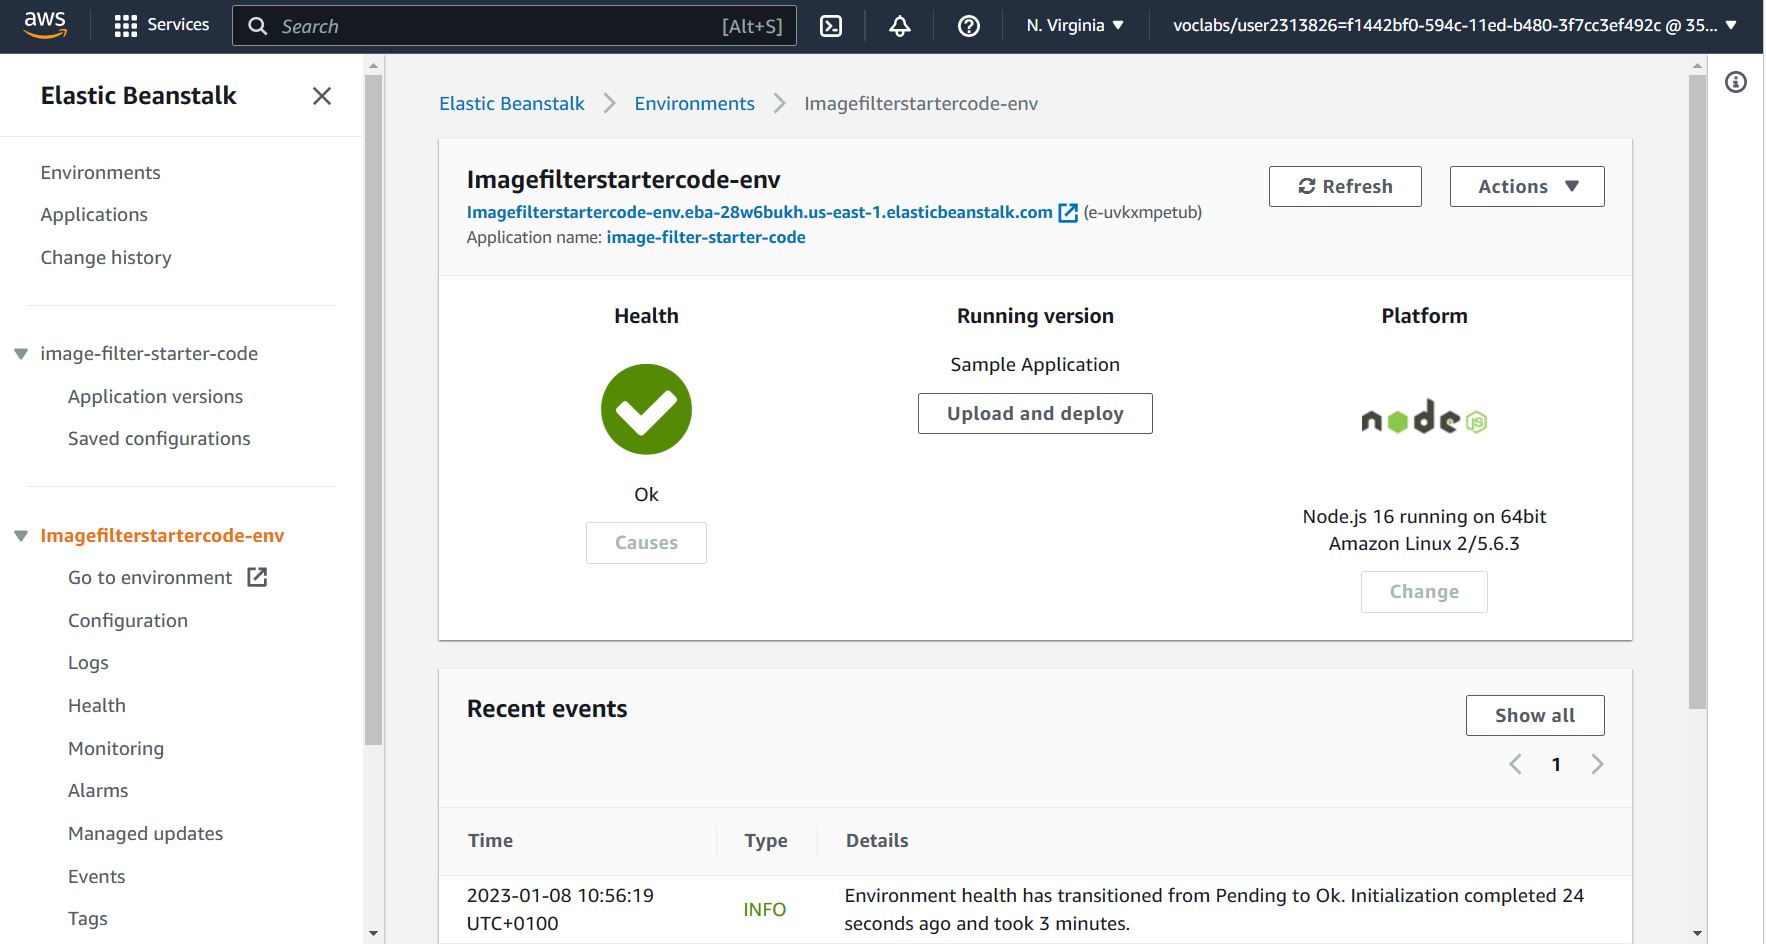 aws
Services
Search
[Alt+S]
N. Virginia
voclabs/user2313826=f1442bf0-594c-11ed-b480-3f7cc3ef492c @ 35...
Elastic Beanstalk
Environments
Applications
Change history
image-filter-starter-code
Application versions
Saved configurations
Imagefilterstartercode-env
Go to environment
Configuration
Logs
Health
Monitoring
Alarms
Managed updates
Events
Tags
Elastic Beanstalk > Environments > Imagefilterstartercode-env
Imagefilterstartercode-env
Imagefilterstartercode-env.eba-28w6bukh.us-east-1.elasticbeanstalk.com (e-uvkxmpetub)
Application name: image-filter-starter-code
Refresh
Actions
Health
Ok
Causes
Running version
Sample Application
Upload and deploy
Platform
node JS
Node.js 16 running on 64bit
Amazon Linux 2/5.6.3
Change
Recent events
Show all
1
Time
Type
Details
2023-01-08 10:56:19
UTC+0100
INFO
Environment health has transitioned from Pending to Ok. Initialization completed 24
seconds ago and took 3 minutes.